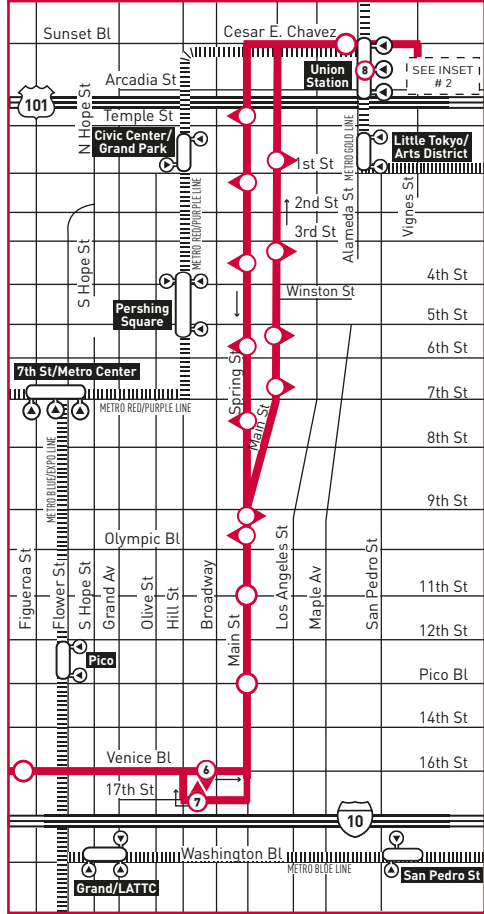 Sunset Bl
Cesar E. Chavez
Union
Station
8
SEE INSET
# 2
Arcadia St
101
N Hope St
Temple St
Civic Center/
Grand Park
METRO RED/PURPLE LINE
METRO GOLD LINE
Little Tokyo/
Arts District
1st St
2nd St
3rd St
Alameda St
Vignes St
S Hope St
4th St
Winston St
Pershing
Square
5th St
6th St
7th St/Metro Center
METRO RED/PURPLE LINE
Spring St
Main St
7th St
8th St
METRO BLUE/EXPO LINE
9th St
Olympic Bl
Figueroa St
Flower St
S Hope St
Grand Av
Olive St
Hill St
Broadway
Main St
Los Angeles St
Maple Av
San Pedro St
11th St
12th St
Pico
Pico Bl
14th St
Venice Bl
6
16th St
17th St
7
10
Washington Bl
METRO BLUE LINE
Grand/LATTC
San Pedro St